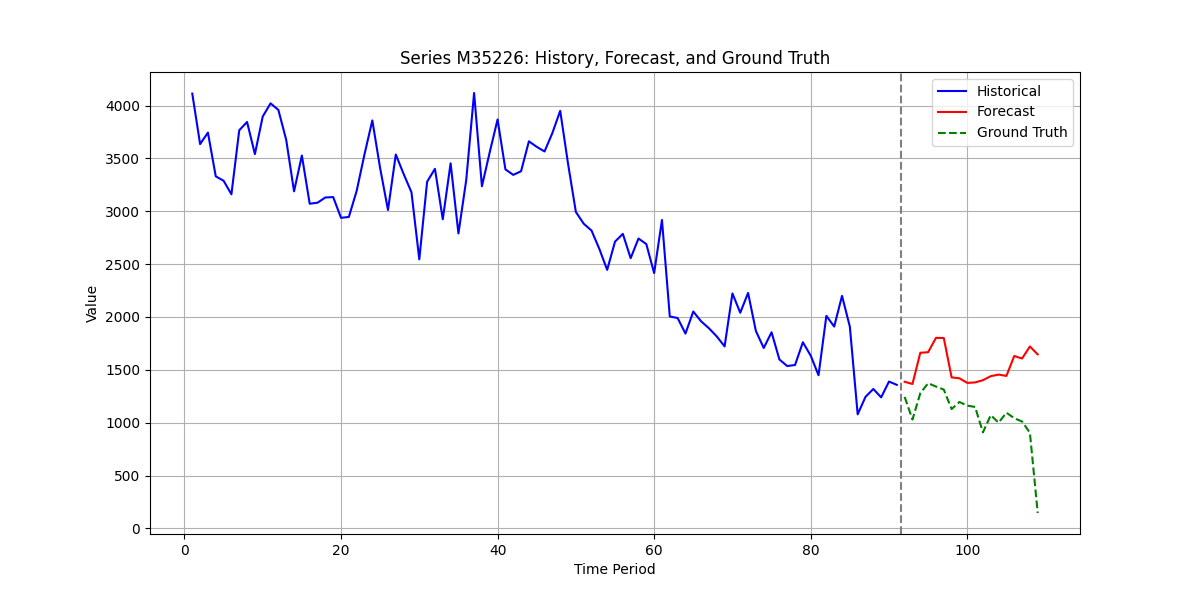 Series M35226: History, Forecast, and Ground Truth
Historical
Forecast
Ground Truth
Value
4000
3500
3000
2500
2000
1500
1000
500
0
0
20
40
60
80
100
Time Period